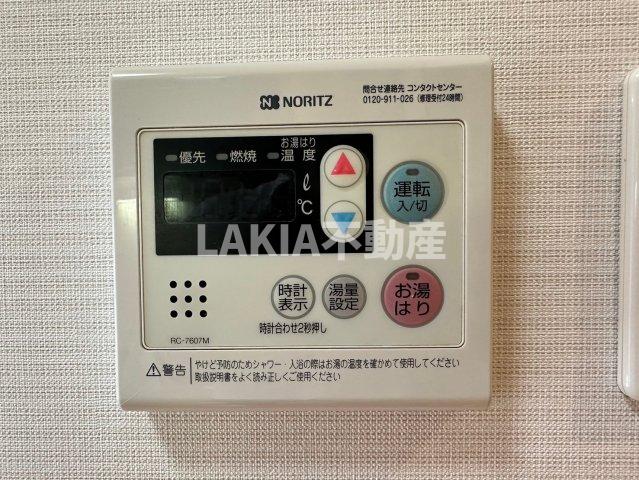 NORITZ
問合せ連絡先 コンタクトセンター
0120-911-026 (修理受付24時間)
お湯はり
優先 燃焼 温度
ℓ
℃
運転
入/切
LAKIA不動産
時計
表示
湯量
設定
お湯
はり
時計合わせ2秒押し
RC-7607M
警告
やけど予防のためシャワー・入浴の際はお湯の温度を確かめて使用してください
取扱説明書をよく読み正しくご使用ください